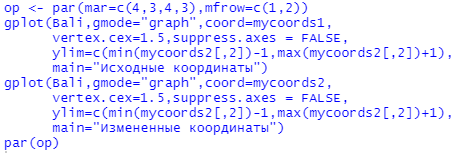 op <- par(mar=c(4,3,4,3),mfrow=c(1,2))
gplot(Bali,gmode="graph",coord=mycoords1,
vertex.cex=1.5,suppress.axes = FALSE,
ylim=c(min(mycoords2[,2])-1,max(mycoords2[,2])+1),
main="Исходные координаты")
gplot(Bali,gmode="graph",coord=mycoords2,
vertex.cex=1.5,suppress.axes = FALSE,
ylim=c(min(mycoords2[,2])-1,max(mycoords2[,2])+1),
main="Измененные координаты")
par(op)